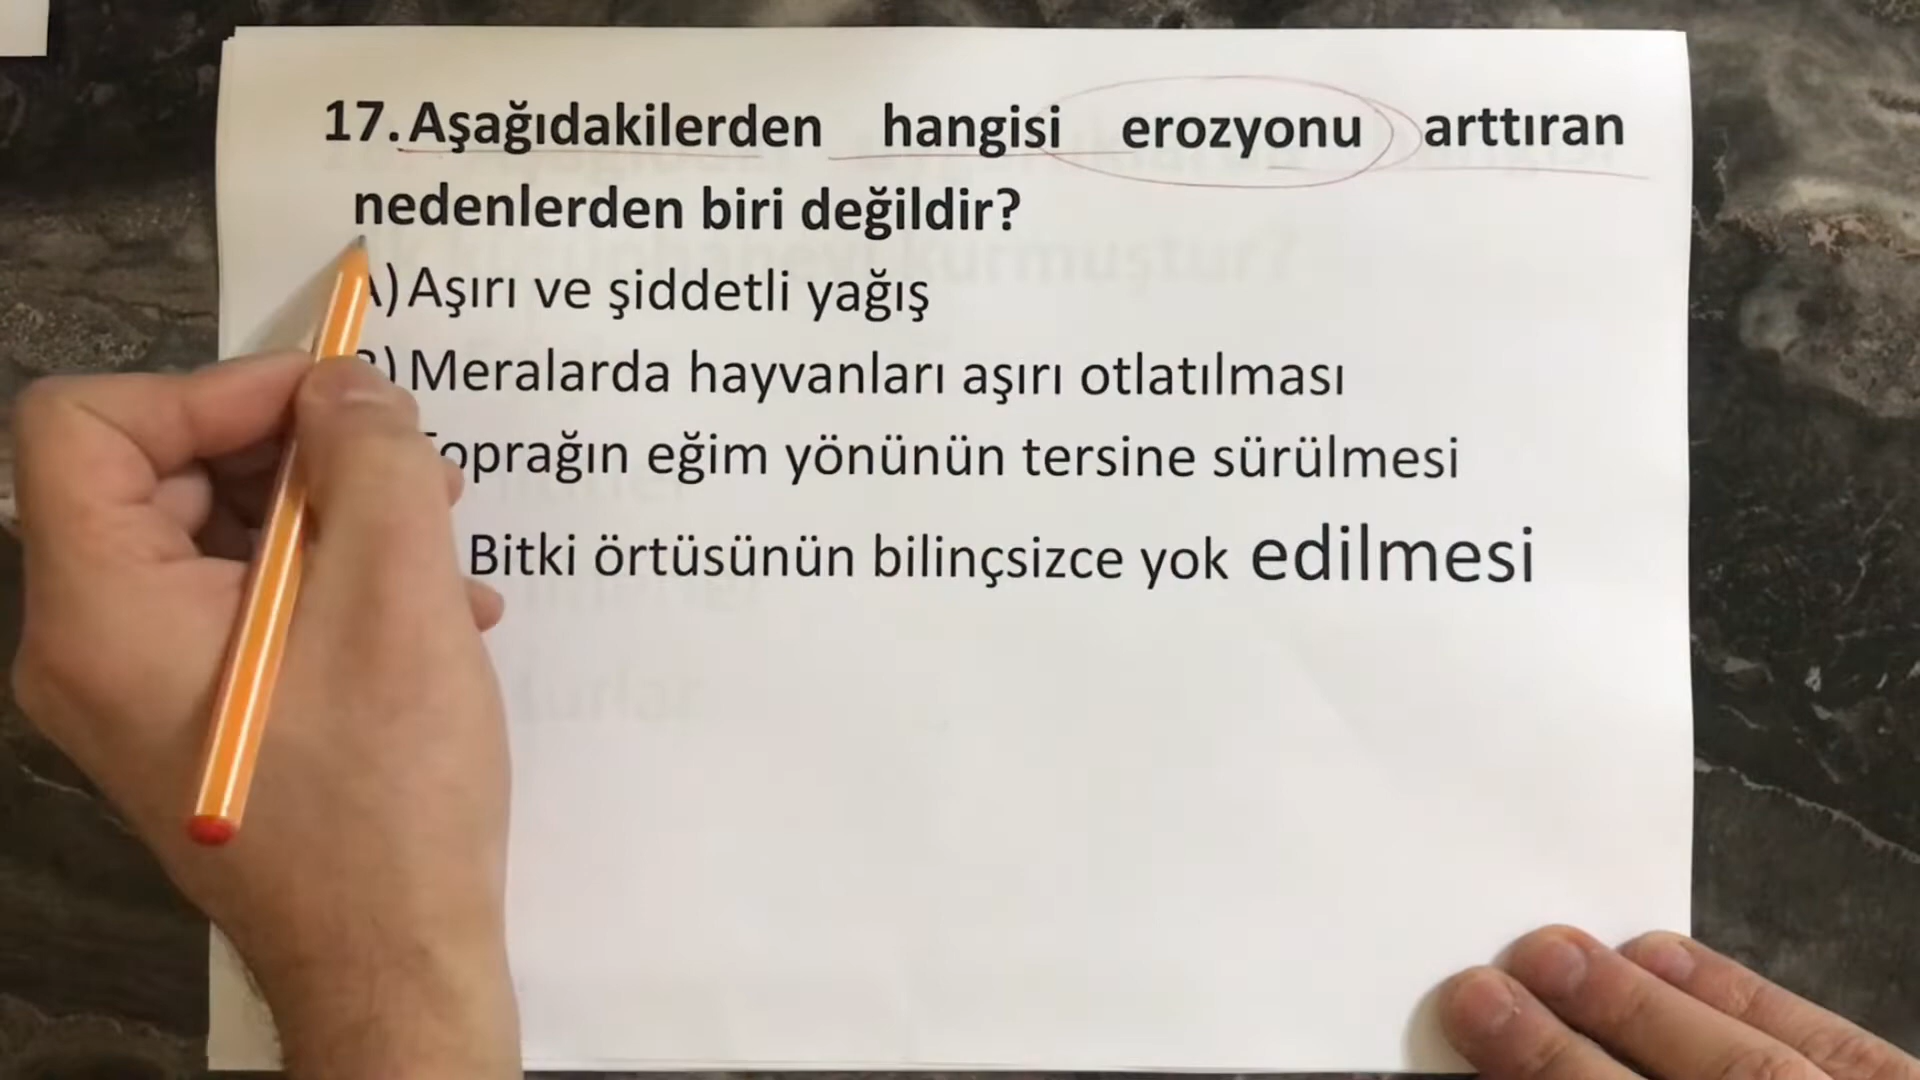 17. Aşağıdakilerden hangisi erozyonu arttıran
nedenlerden biri değildir?
A) Aşırı ve şiddetli yağış
B) Meralarda hayvanları aşırı otlatılması
Toprağın eğim yönünün tersine sürülmesi
Bitki örtüsünün bilinçsizce yok edilmesi